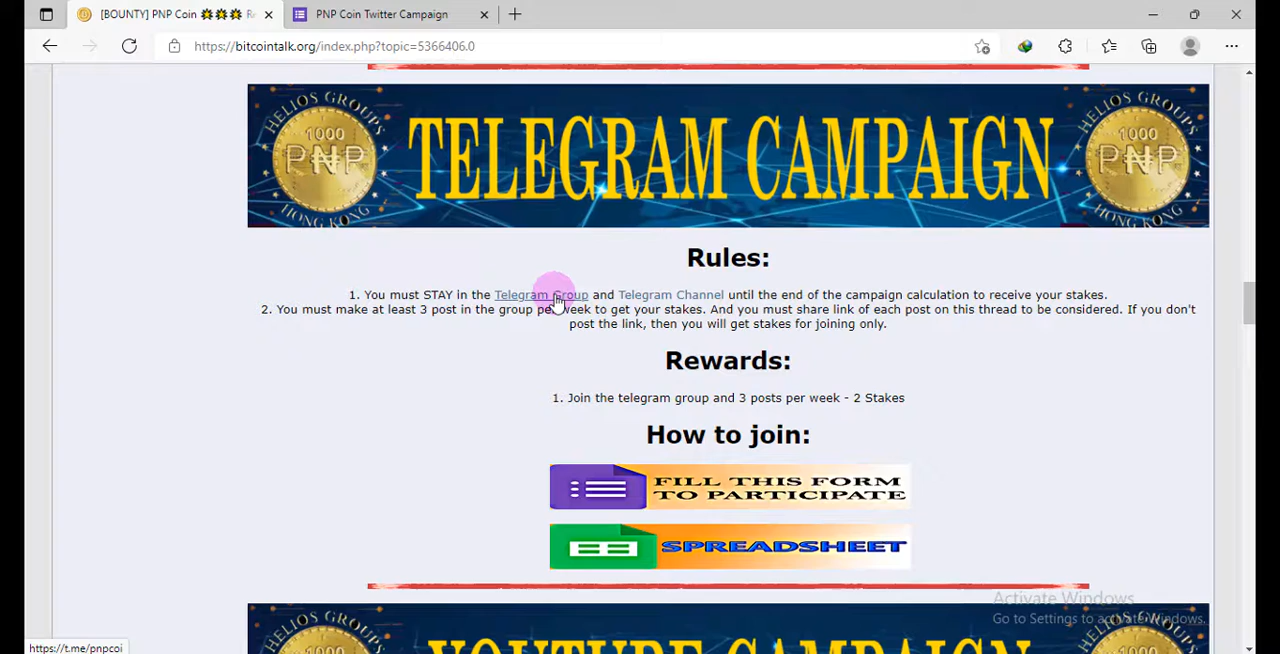 [BOUNTY] PNP Coin
PNP Coin Twitter Campaign
https://bitcointalk.org/index.php?topic=5366406.0
HELIOS GROUPS
1000
PNP
HONG KONG
TELEGRAM CAMPAIGN
HELIOS GROUPS
1000
PNP
HONG KONG
Rules:
1. You must STAY in the Telegram Group and Telegram Channel until the end of the campaign calculation to receive your stakes.
2. You must make at least 3 post in the group per week to get your stakes. And you must share link of each post on this thread to be considered. If you don't
post the link, then you will get stakes for joining only.
Rewards:
1. Join the telegram group and 3 posts per week - 2 Stakes
How to join:
FILL THIS FORM
TO PARTICIPATE
SPREADSHEET
Activate Windows
Go to Settings to activate Windows.
HELIOS GROUPS
YOUTUBE CAMPAIGN
HELIOS GROUPS
https://t.me/pnpcoi